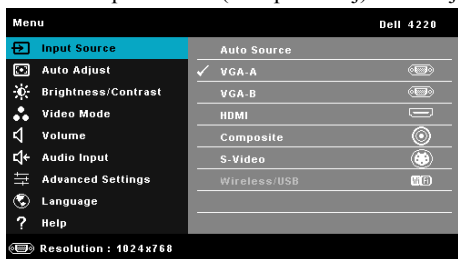 Menu
Dell 4220
Input Source
Auto Adjust
Brightness/Contrast
Video Mode
Volume
Audio Input
Advanced Settings
Language
Help
Auto Source
VGA-A
VGA-B
HDMI
Composite
S-Video
Wireless/USB
Resolution : 1024x768